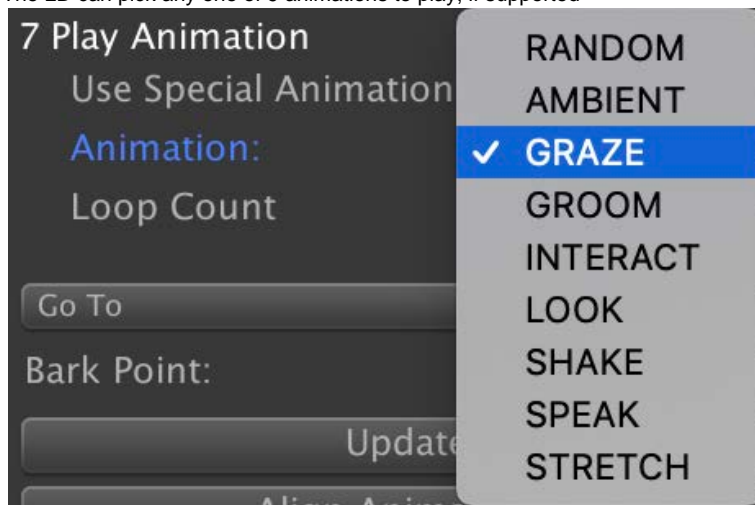 7 Play Animation
Use Special Animation
Animation:
Loop Count
Go To
Bark Point:
Update
RANDOM
AMBIENT
✓ GRAZE
GROOM
INTERACT
LOOK
SHAKE
SPEAK
STRETCH